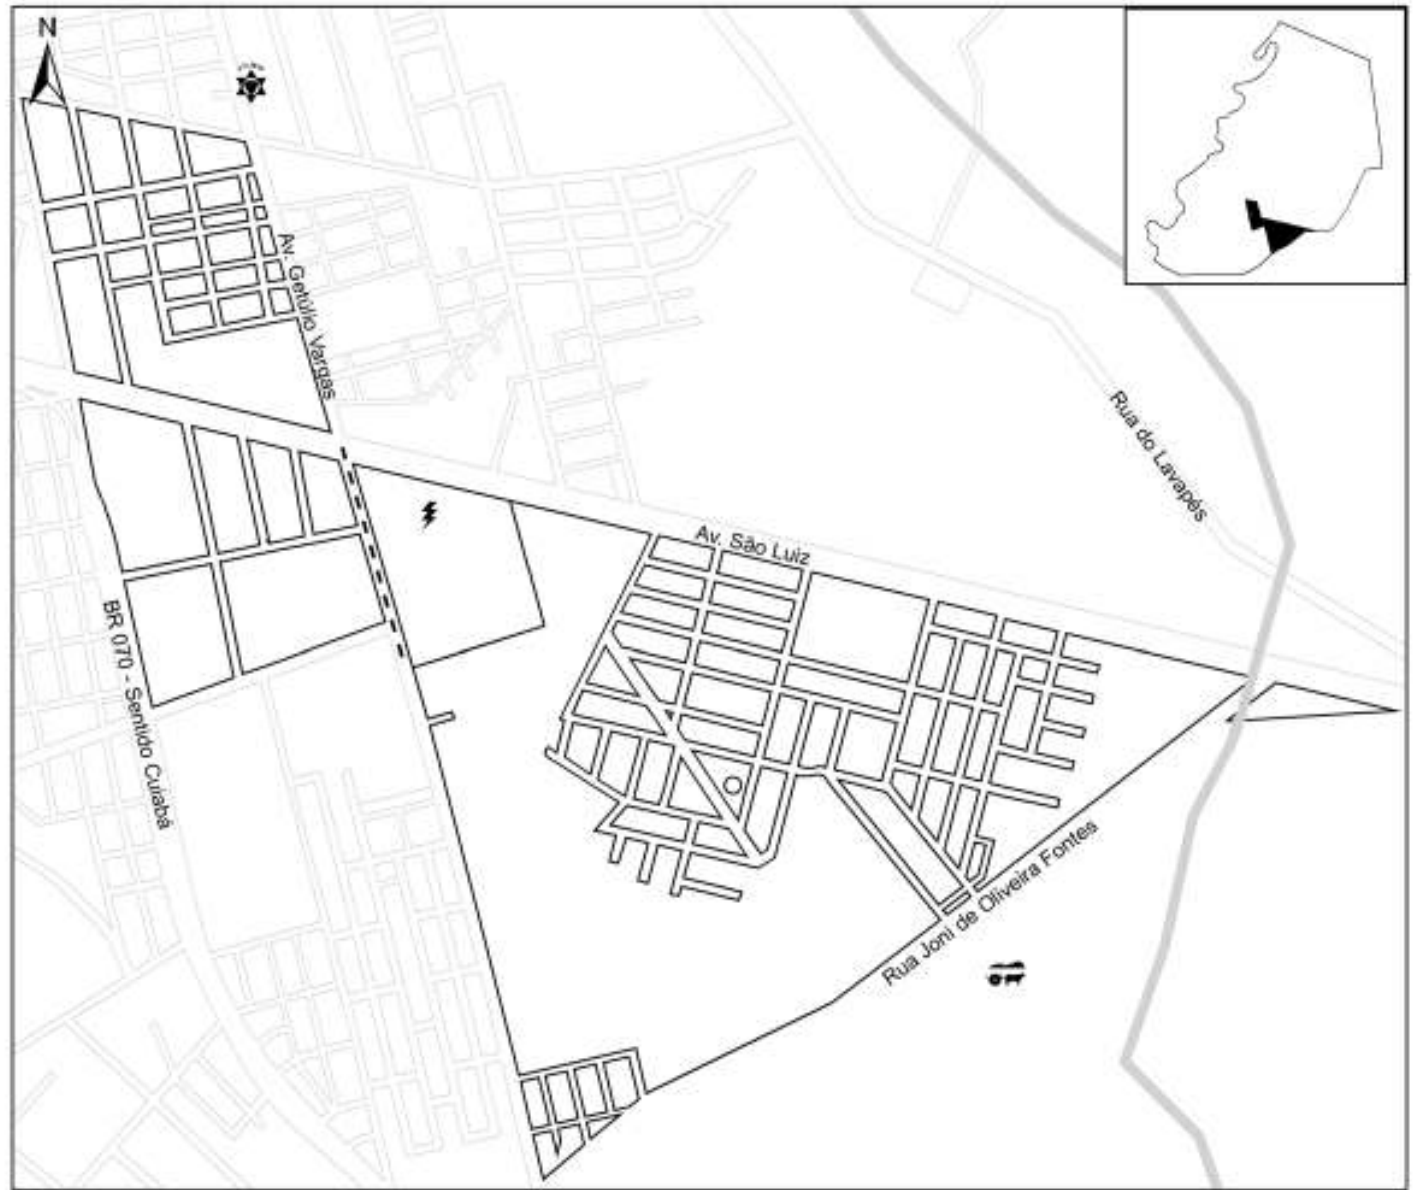 N
Av. Getúlio Vargas
Rua do Lavapés
Av. São Luiz
BR 070 - Sentido Cuiabá
Rua Joni de Oliveira Fontes